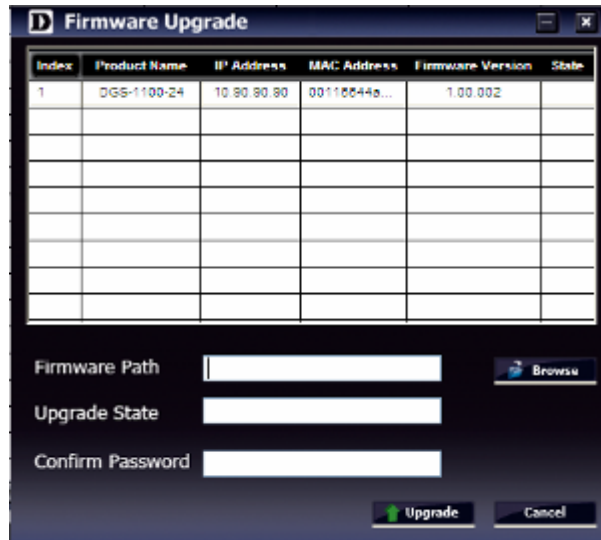 D Firmware Upgrade
Index Product Name IP Address MAC Address Firmware Version State
1 DGS-1100-24 10.90.90.90 1.00.002
Firmware Path Browse
Upgrade State
Confirm Password
Upgrade Cancel